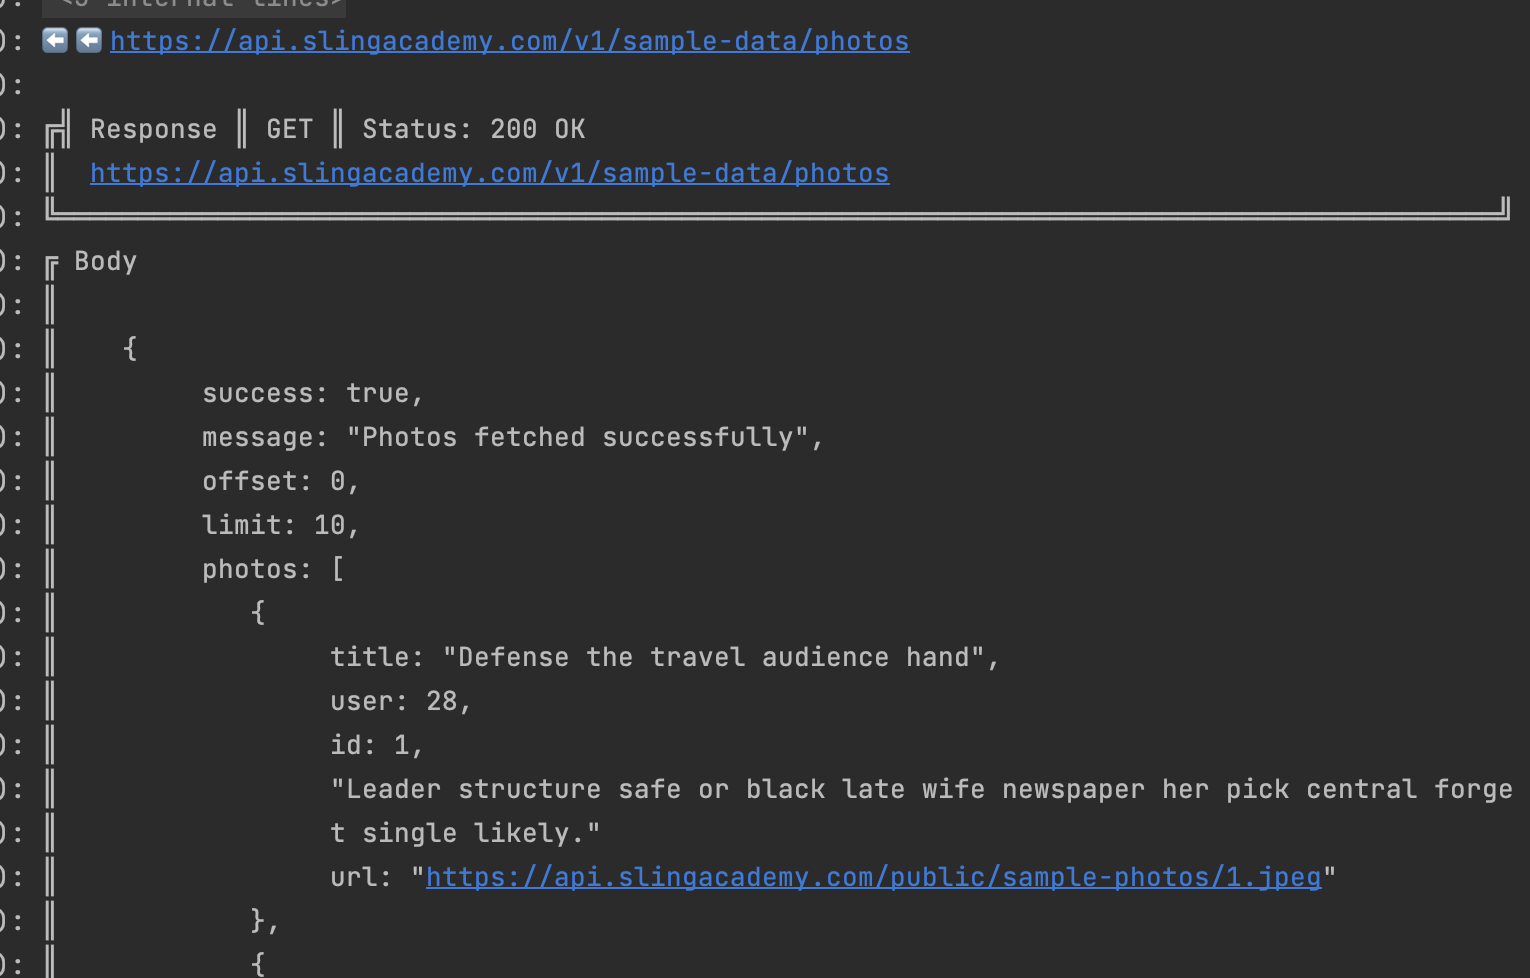 <3 internal lines>
): ⬅️⬅️https://api.slingacademy.com/v1/sample-data/photos
):
): ╔╣ Response ║ GET ║ Status: 200 OK
): ║ https://api.slingacademy.com/v1/sample-data/photos
): ╚══════════════════════════════════════════════════════════════════════════════════════════╝
): ╔ Body
): ║
): ║ {
): ║ success: true,
): ║ message: "Photos fetched successfully",
): ║ offset: 0,
): ║ limit: 10,
): ║ photos: [
): ║ {
): ║ title: "Defense the travel audience hand",
): ║ user: 28,
): ║ id: 1,
): ║ "Leader structure safe or black late wife newspaper her pick central forge
): ║ t single likely."
): ║ url: "https://api.slingacademy.com/public/sample-photos/1.jpeg"
): ║ },
): ║ {